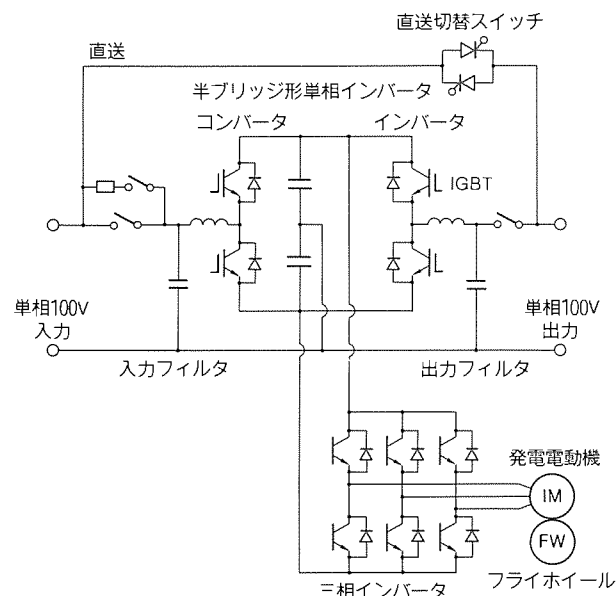 直送切替スイッチ
直送
半ブリッジ形単相インバータ
コンバータ
インバータ
IGBT
単相100V
入力
単相100V
出力
入力フィルタ
出力フィルタ
発電電動機
IM
FW
フライホイール
三相インバータ